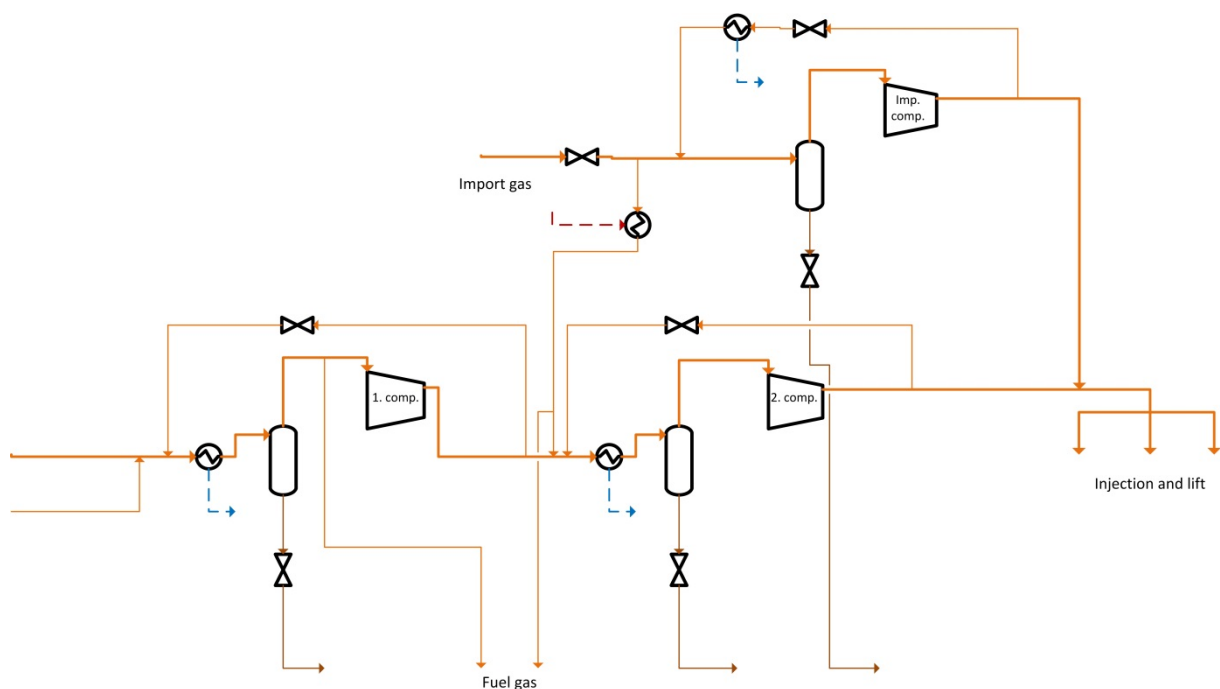 Imp.
comp.
Import gas
1. comp.
2. comp.
Injection and lift
Fuel gas